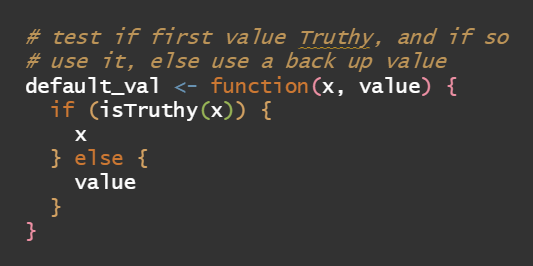 # test if first value Truthy, and if so
# use it, else use a back up value
default_val <- function(x, value) {
  if (isTruthy(x)) {
    x
  } else {
    value
  }
}